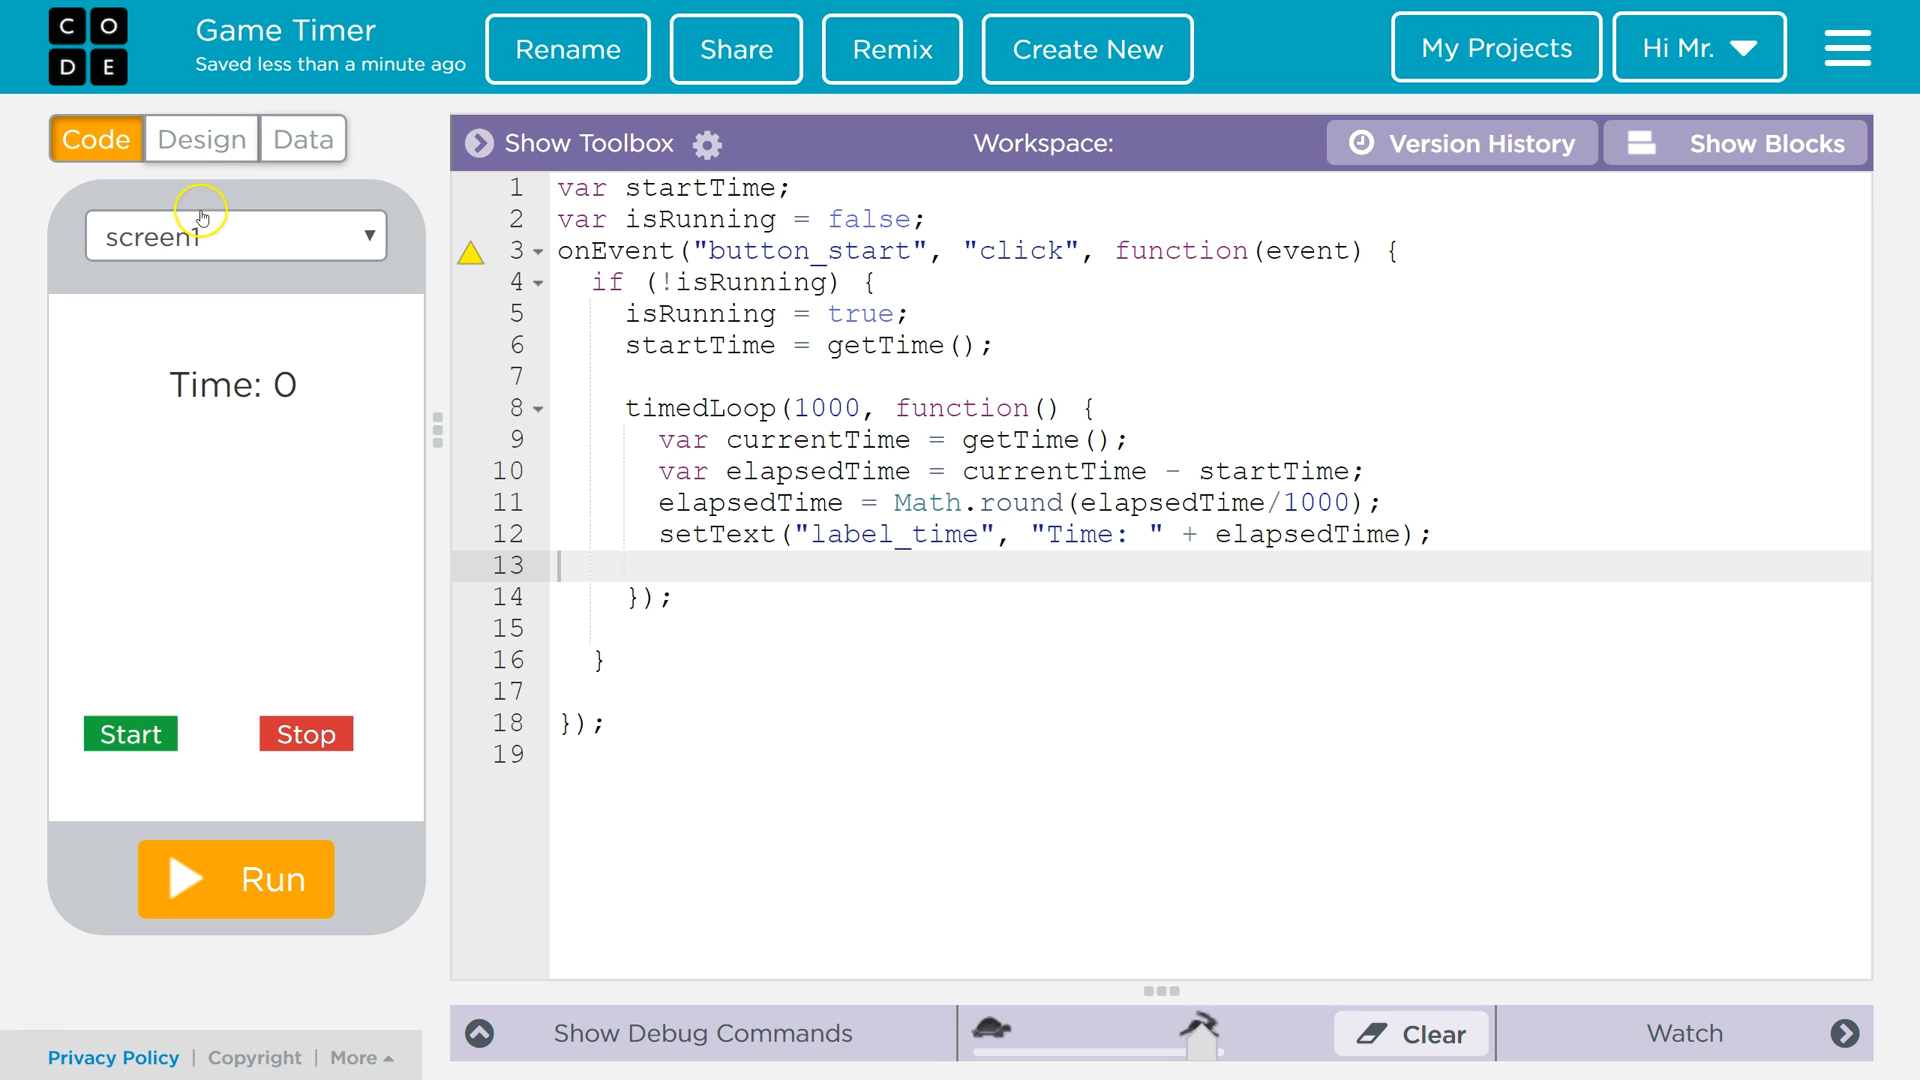 C O
D E
Game Timer
Saved less than a minute ago
Rename
Share
Remix
Create New
My Projects
Hi Mr.
Code
Design
Data
Show Toolbox
Workspace:
Version History
Show Blocks
screen1
Time: 0
Start
Stop
Run
1 var startTime;
2 var isRunning = false;
3 onEvent("button_start", "click", function(event) {
4 if (!isRunning) {
5 isRunning = true;
6 startTime = getTime();
7
8 timedLoop(1000, function() {
9 var currentTime = getTime();
10 var elapsedTime = currentTime - startTime;
11 elapsedTime = Math.round(elapsedTime/1000);
12 setText("label_time", "Time: " + elapsedTime);
13
14 });
15
16 }
17
18 });
19
Show Debug Commands
Clear
Watch
Privacy Policy | Copyright | More